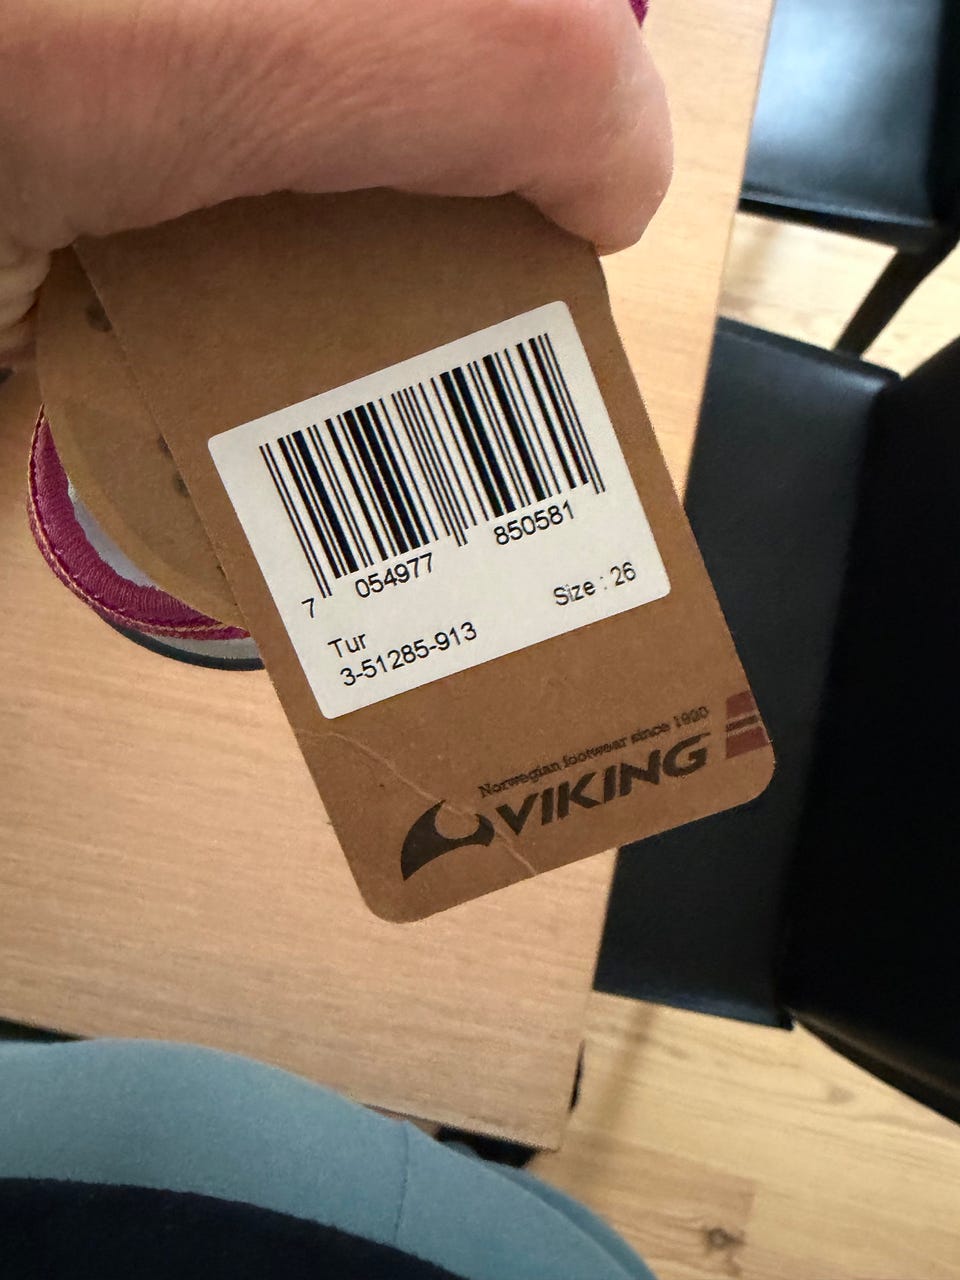 7 054977 850581
Tur
Size : 26
3-51285-913
Norwegian footwear since 1920
VIKING